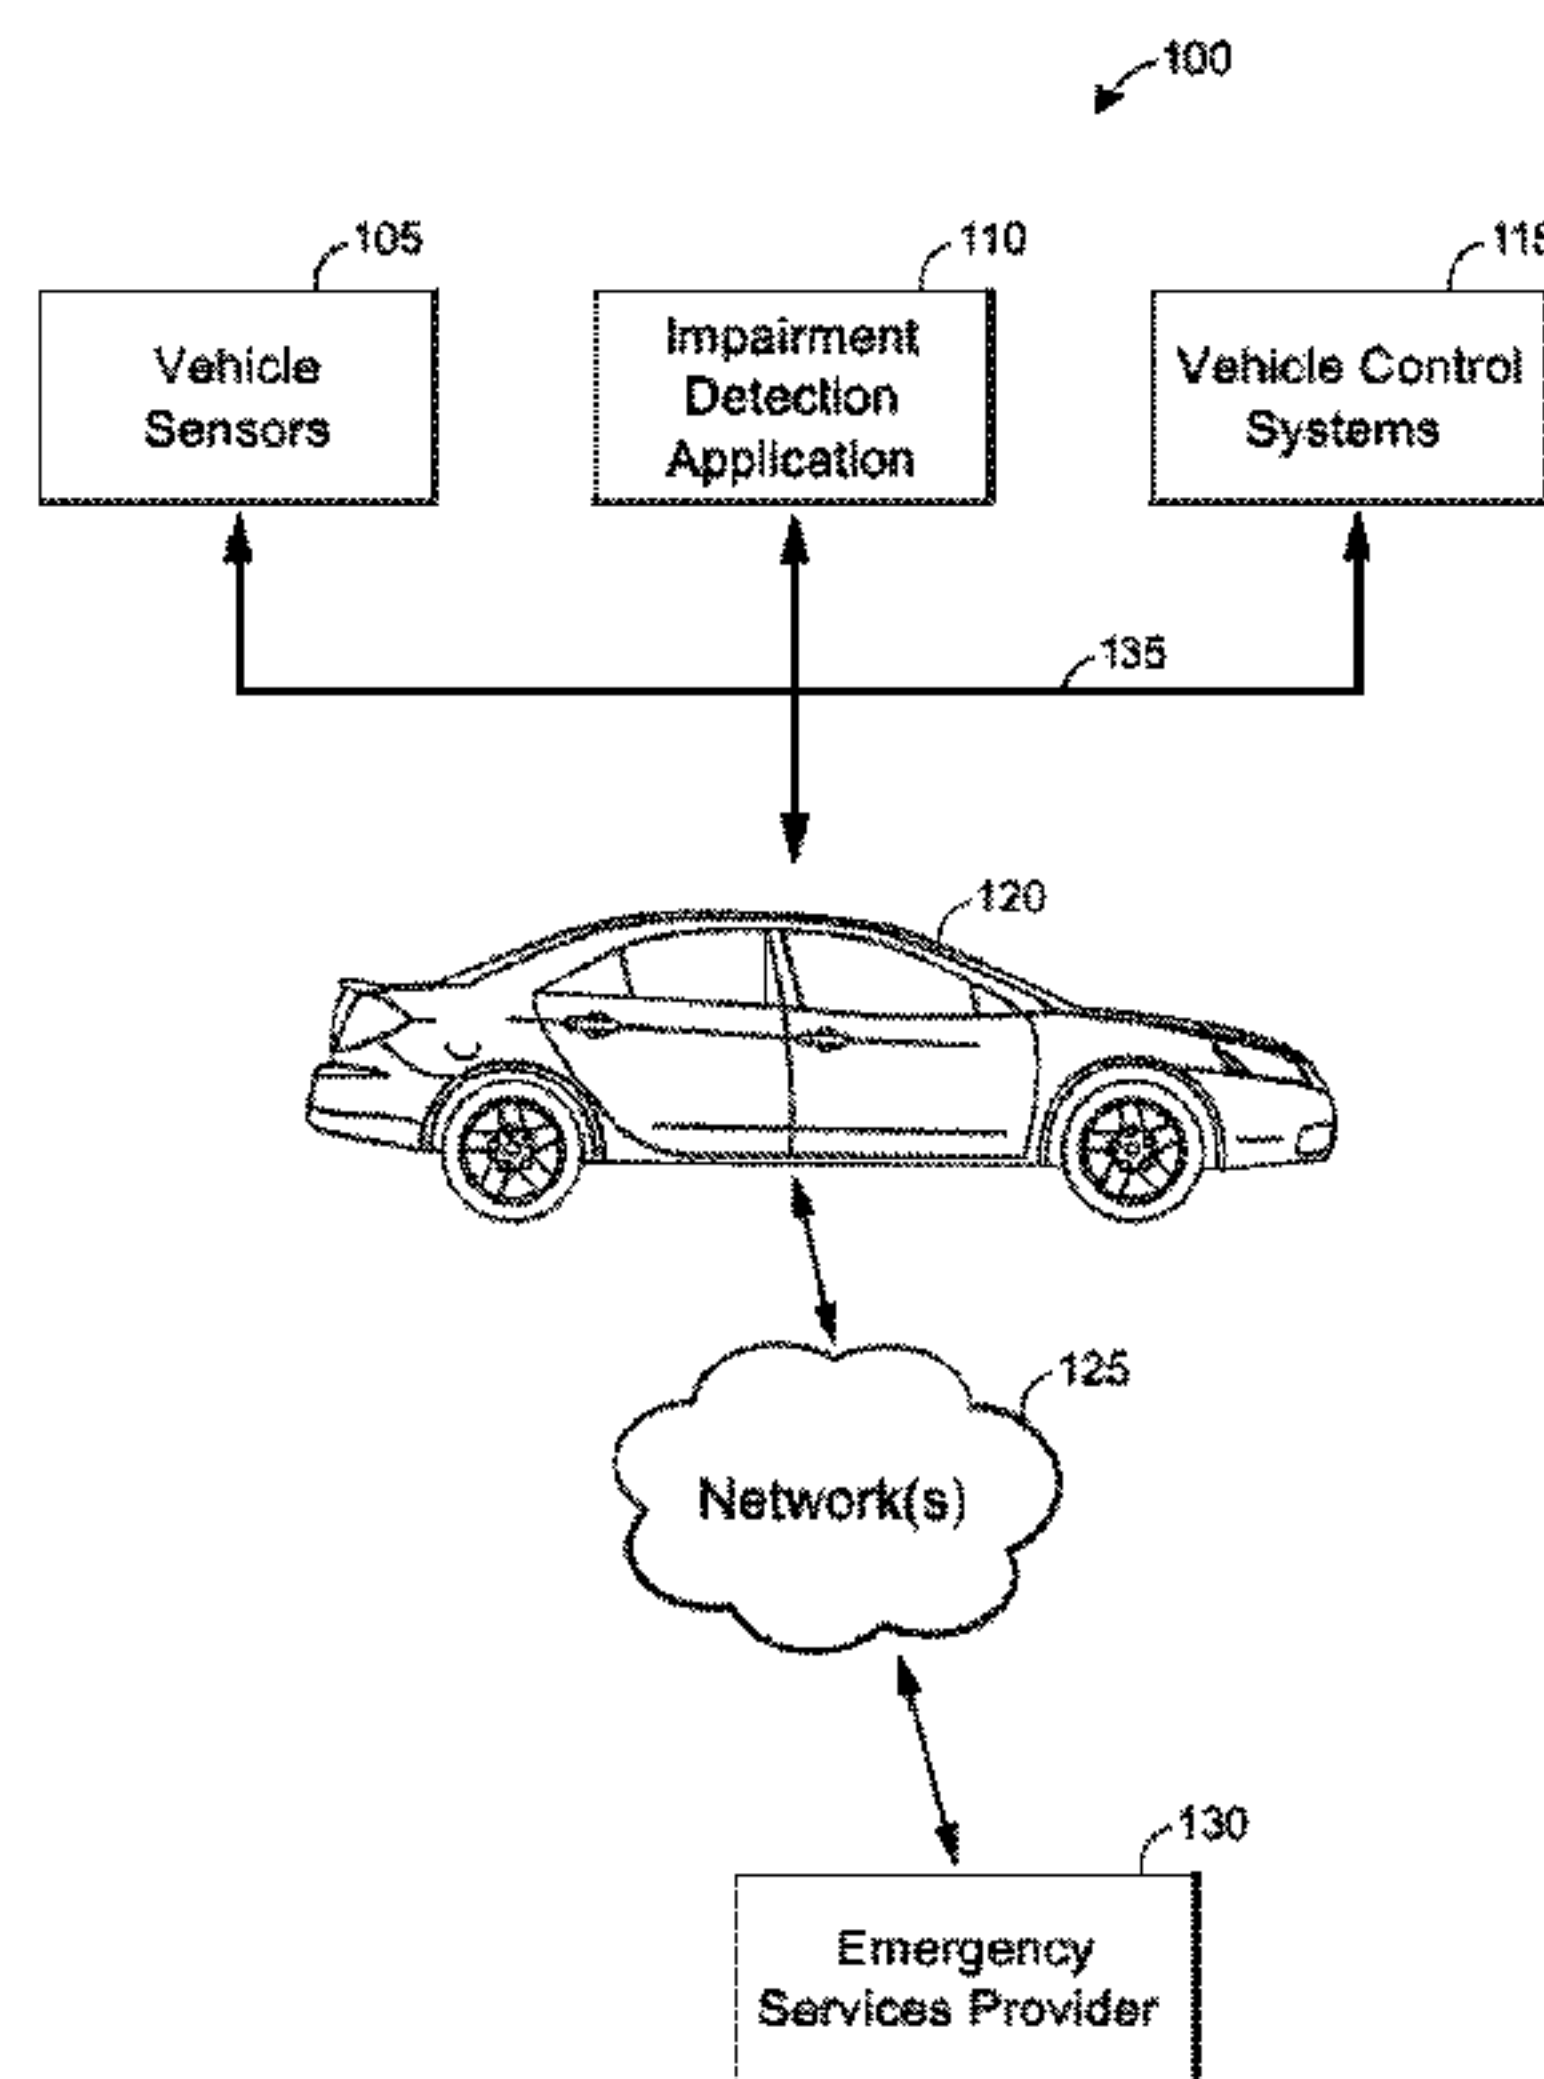 100
105
110
115
Vehicle
Sensors
Impairment
Detection
Application
Vehicle Control
Systems
135
120
125
Network(s)
130
Emergency
Services Provider